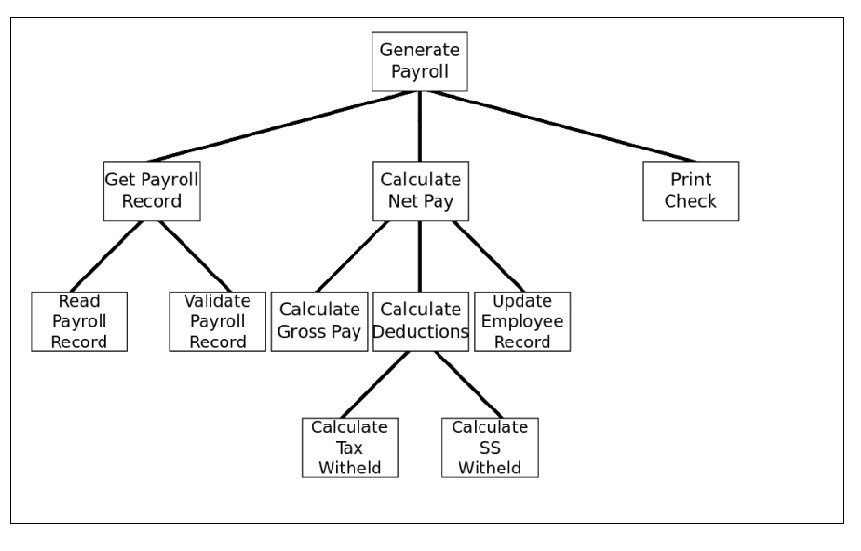 Generate
Payroll
Get Payroll
Record
Calculate
Net Pay
Print
Check
Read
Payroll
Record
Validate
Payroll
Record
Calculate
Gross Pay
Calculate
Deductions
Update
Employee
Record
Calculate
Tax
Witheld
Calculate
SS
Witheld